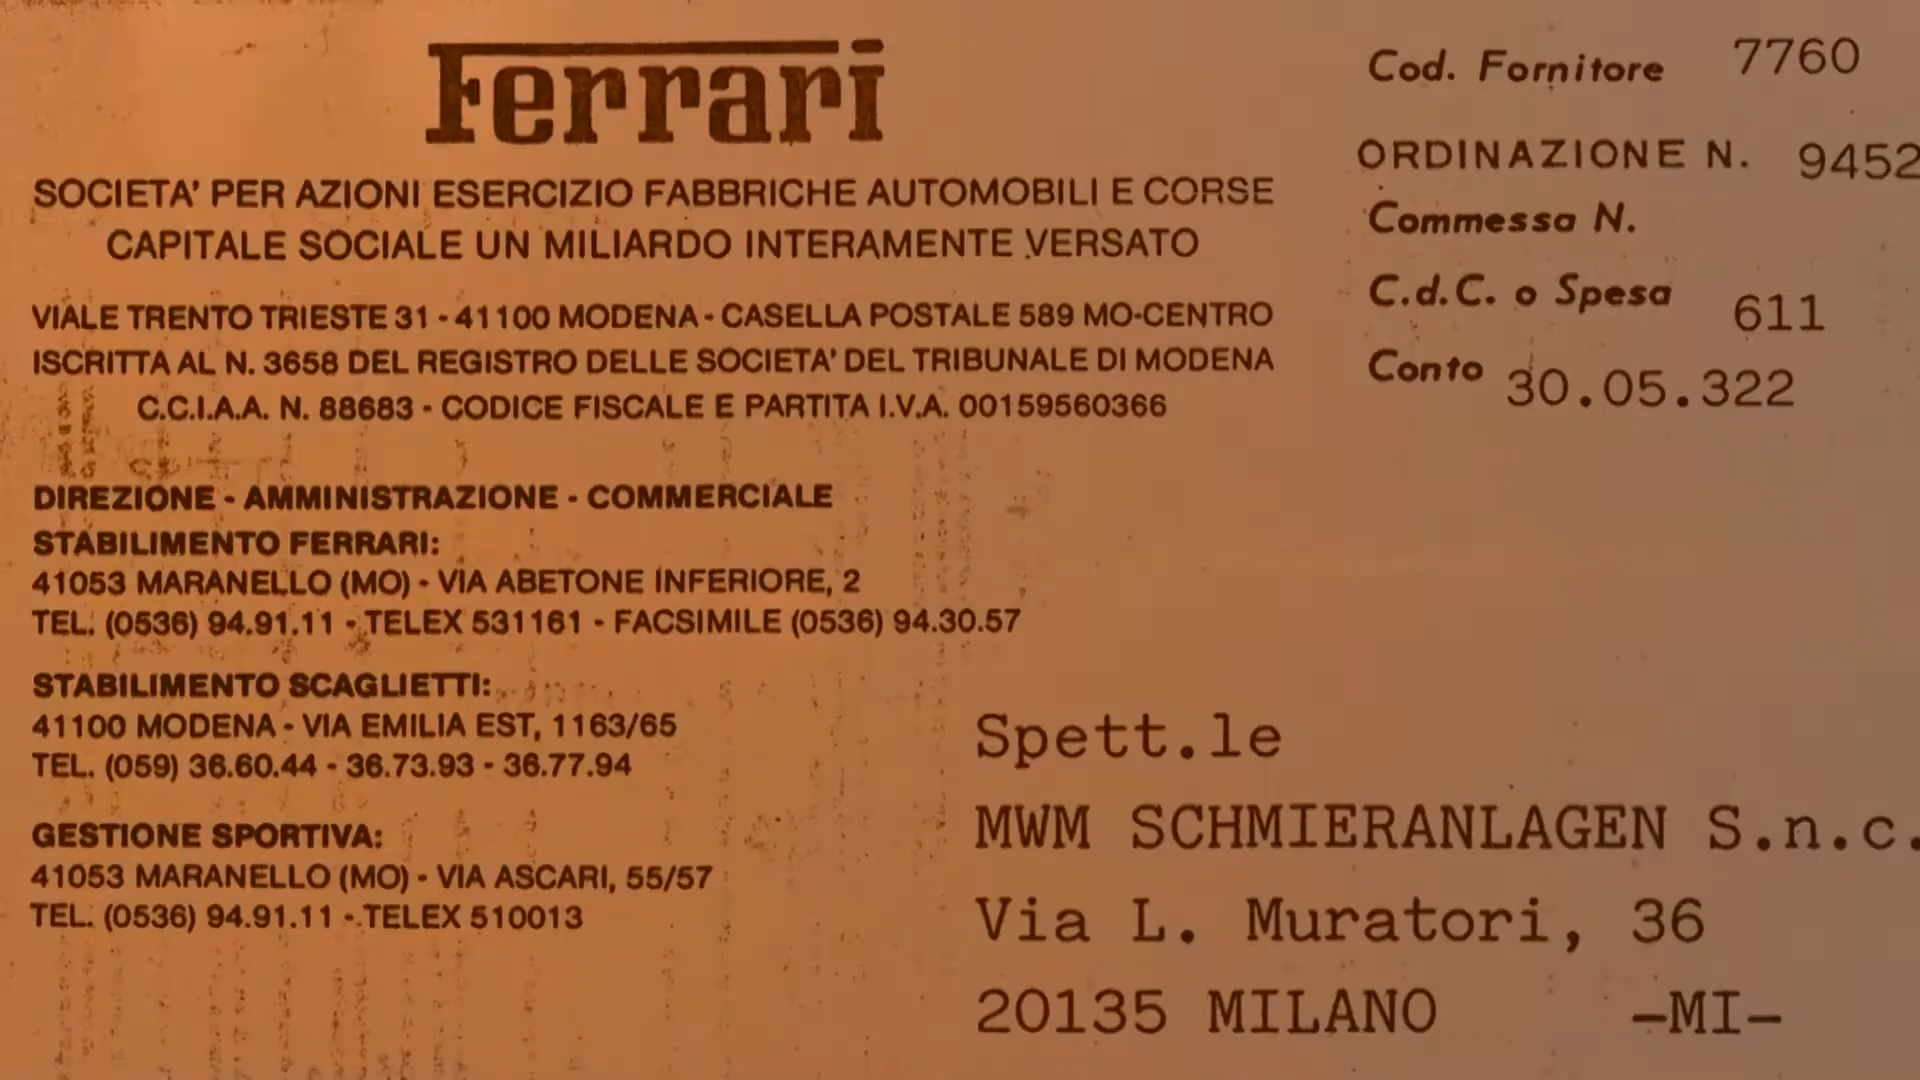 Ferrari
SOCIETA' PER AZIONI ESERCIZIO FABBRICHE AUTOMOBILI E CORSE
CAPITALE SOCIALE UN MILIARDO INTERAMENTE VERSATO
VIALE TRENTO TRIESTE 31 - 41100 MODENA - CASELLA POSTALE 589 MO-CENTRO
ISCRITTA AL N. 3658 DEL REGISTRO DELLE SOCIETA' DEL TRIBUNALE DI MODENA
C.C.I.A.A. N. 88683 - CODICE FISCALE E PARTITA I.V.A. 00159560366
DIREZIONE - AMMINISTRAZIONE - COMMERCIALE
STABILIMENTO FERRARI:
41053 MARANELLO (MO) - VIA ABETONE INFERIORE, 2
TEL. (0536) 94.91.11 - TELEX 531161 - FACSIMILE (0536) 94.30.57
STABILIMENTO SCAGLIETTI:
41100 MODENA - VIA EMILIA EST, 1163/65
TEL. (059) 36.60.44 - 36.73.93 - 36.77.94
GESTIONE SPORTIVA:
41053 MARANELLO (MO) - VIA ASCARI, 55/57
TEL. (0536) 94.91.11 - TELEX 510013
Cod. Fornitore 7760
ORDINAZIONE N. 9452
Commessa N.
C.d.C. o Spesa 611
Conto 30.05.322
Spett.le
MWM SCHMIERANLAGEN S.n.c.
Via L. Muratori, 36
20135 MILANO -MI-